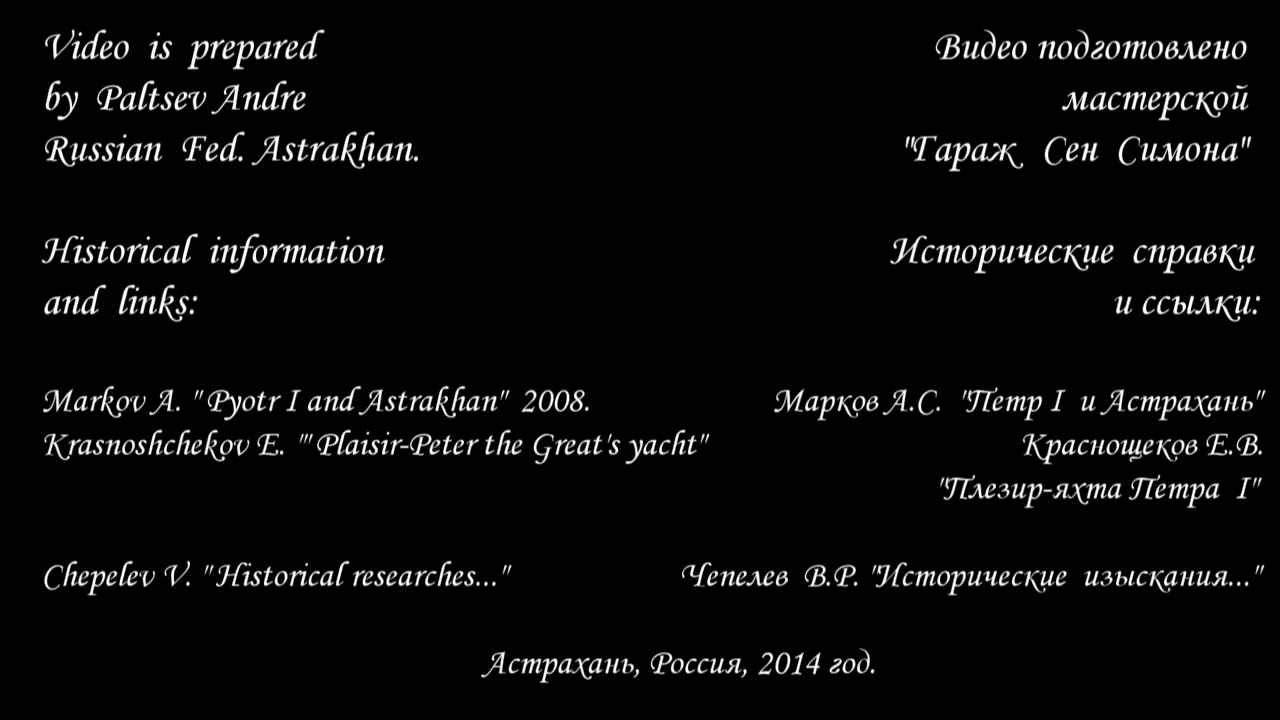 Video is prepared
by Paltsev Andre
Russian Fed. Astrakhan.
Historical information
and links:
Markov A. "Pyotr I and Astrakhan" 2008.
Krasnoshchekov E. "'Plaisir-Peter the Great's yacht"
Chepelev V. "Historical researches..."
Видео подготовлено
мастерской
"Гараж Сен Симона"
Исторические справки
и ссылки:
Марков А.С. "Петр I и Астрахань"
Краснощеков Е.В.
"Плезир-яхта Петра I"
Чепелев В.Р. "Исторические изыскания..."
Астрахань, Россия, 2014 год.